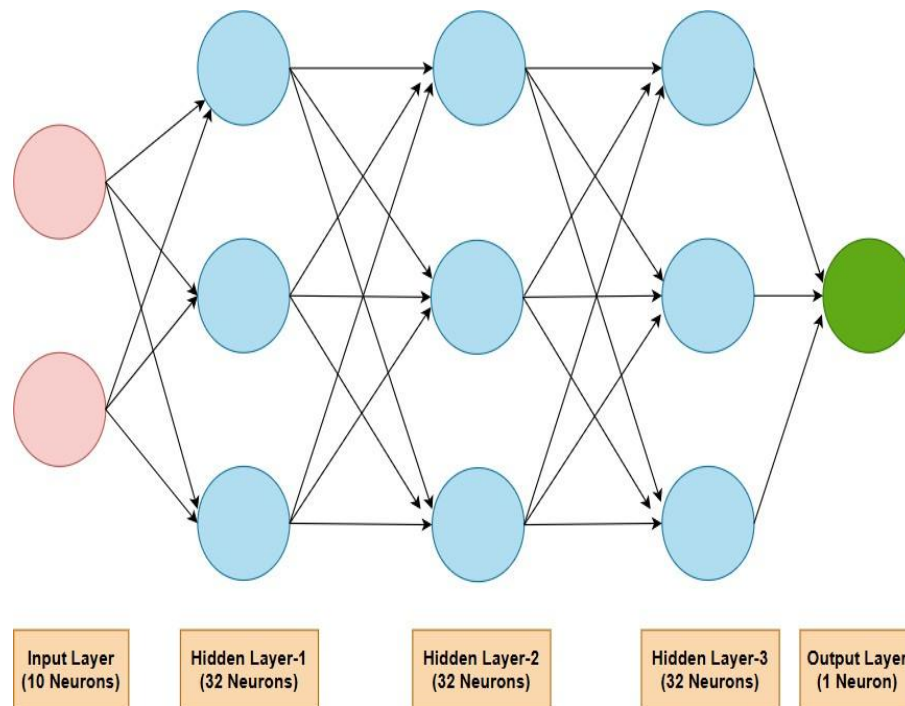 Input Layer
(10 Neurons)
Hidden Layer-1
(32 Neurons)
Hidden Layer-2
(32 Neurons)
Hidden Layer-3
(32 Neurons)
Output Layer
(1 Neuron)